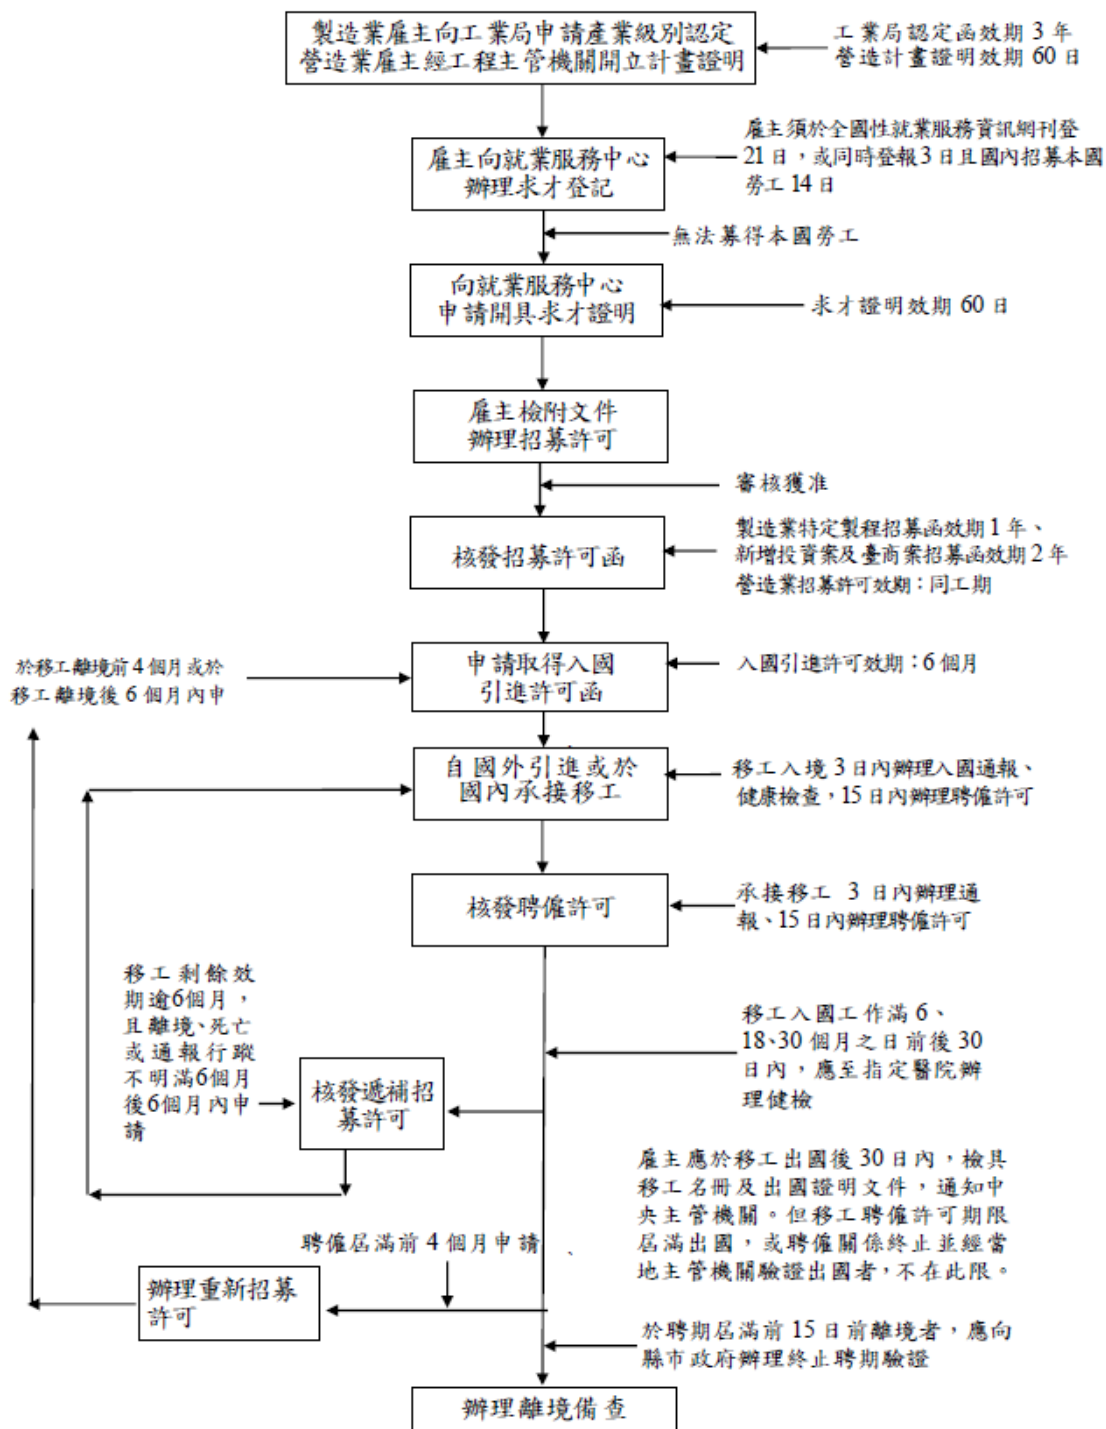 製造業雇主向工業局申請產業級別認定
營造業雇主經工程主管機關開立計畫證明
工業局認定函效期 3 年
營造計畫證明效期 60 日
雇主向就業服務中心
辦理求才登記
雇主須於全國性就業服務資訊網刊登
21 日，或同時登報 3 日且國內招募本國
勞工 14 日
無法募得本國勞工
向就業服務中心
申請開具求才證明
求才證明效期 60 日
雇主檢附文件
辦理招募許可
審核獲准
核發招募許可函
製造業特定製程招募函效期 1 年、
新增投資案及臺商案招募函效期 2 年
營造業招募許可效期：同工期
於移工離境前 4 個月或於
移工離境後 6 個月內申
申請取得入國
引進許可函
入國引進許可效期：6 個月
自國外引進或於
國內承接移工
移工入境 3 日內辦理入國通報、
健康檢查，15 日內辦理聘僱許可
核發聘僱許可
承接移工 3 日內辦理通
報、15 日內辦理聘僱許可
移工剩餘效
期逾6個月，
且離境、死亡
或通報行蹤
不明滿6個月
後6個月內申
請
核發遞補招
募許可
移工入國工作滿 6、
18、30 個月之日前後 30
日內，應至指定醫院辦
理健檢
雇主應於移工出國後 30 日內，檢具
移工名冊及出國證明文件，通知中
央主管機關。但移工聘僱許可期限
屆滿出國，或聘僱關係終止並經當
地主管機關驗證出國者，不在此限。
聘僱屆滿前 4 個月申請
、
辦理重新招募
許可
於聘期屆滿前 15 日前離境者，應向
縣市政府辦理終止聘期驗證
辦理離境備查